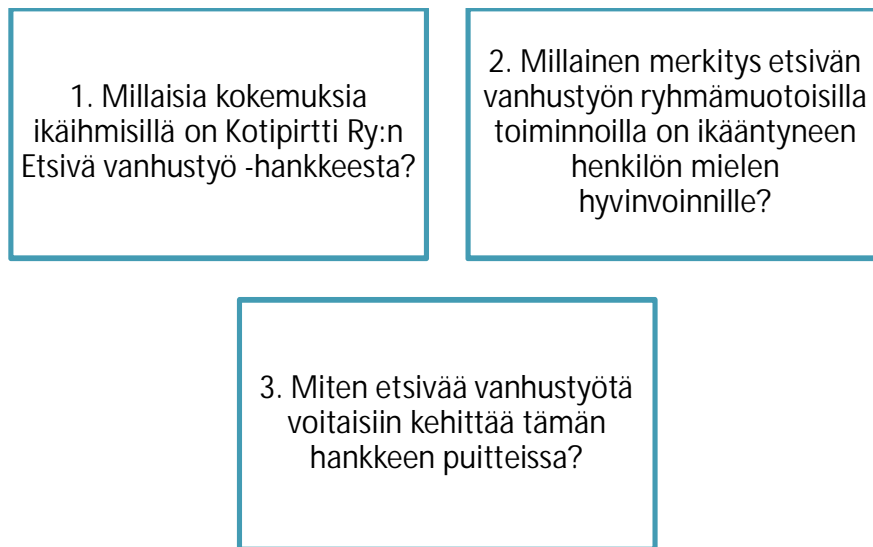 1. Millaisia kokemuksia
ikäihmisillä on Kotipirtti Ry:n
Etsivä vanhustyö -hankkeesta?
2. Millainen merkitys etsivän
vanhustyön ryhmämuotoisilla
toiminnoilla on ikääntyneen
henkilön mielen
hyvinvoinnille?
3. Miten etsivää vanhustyötä
voitaisiin kehittää tämän
hankkeen puitteissa?